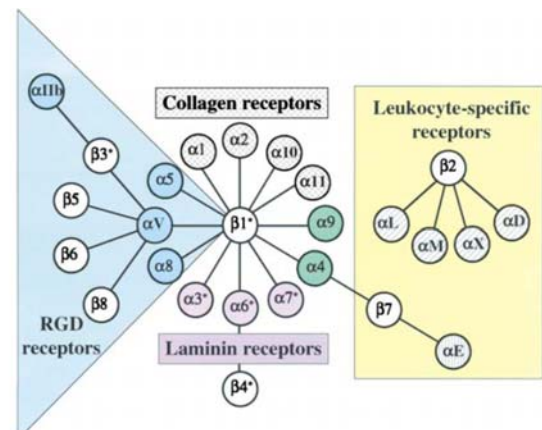 αIIb
Collagen receptors
Leukocyte-specific
receptors
β3*
α1
α2
α10
α11
β2
α5
β5
αV
β1*
α9
αL
αM
αX
αD
β6
α8
α4
β8
α3*
α6*
α7*
β7
RGD
receptors
Laminin receptors
αE
β4*